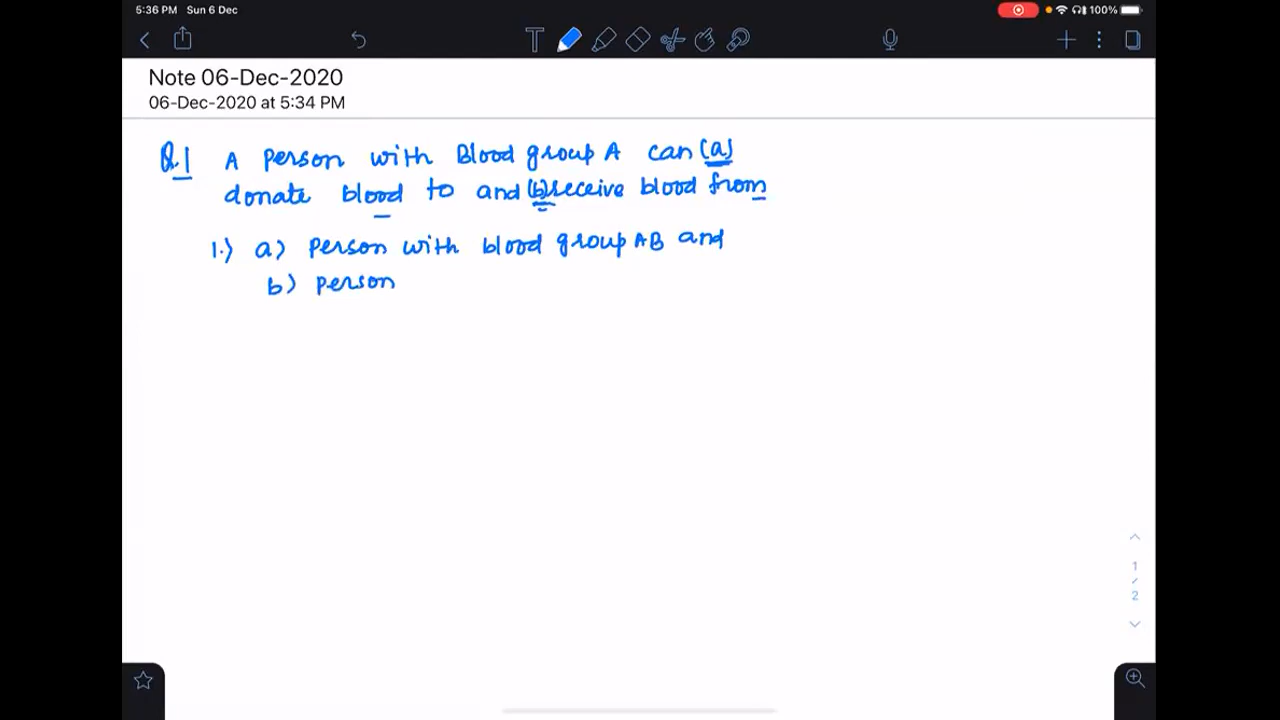 5:36 PM Sun 6 Dec
100%
T
Note 06-Dec-2020
06-Dec-2020 at 5:34 PM
Q.1 A person with Blood group A can (a)
donate blood to and (b) receive blood from
1.) a) person with blood group AB and
b) person
1
/
2